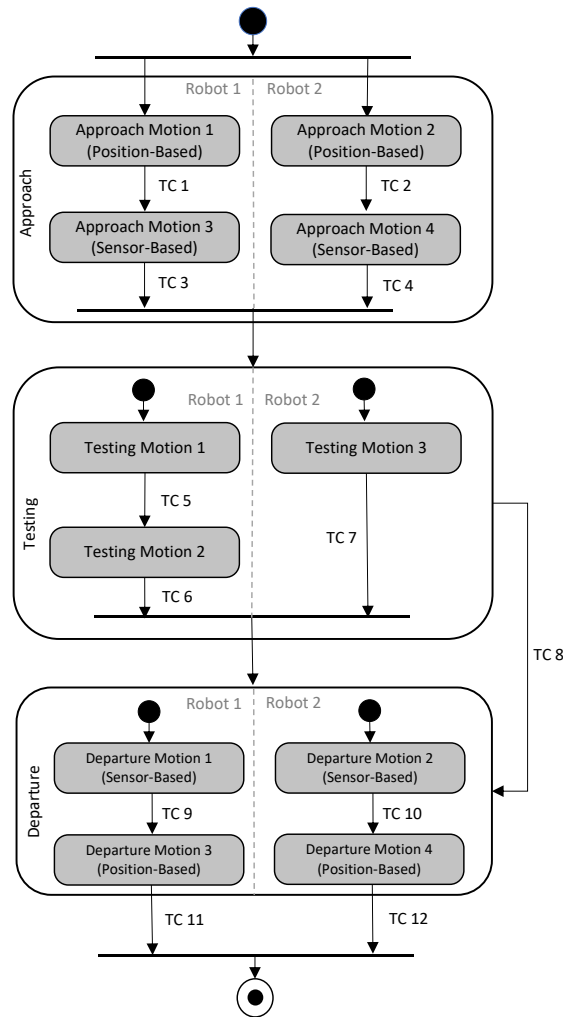 Robot 1
Robot 2
Approach
Approach Motion 1
(Position-Based)
Approach Motion 2
(Position-Based)
TC 1
TC 2
Approach Motion 3
(Sensor-Based)
Approach Motion 4
(Sensor-Based)
TC 3
TC 4
Robot 1
Robot 2
Testing
Testing Motion 1
Testing Motion 3
TC 5
Testing Motion 2
TC 7
TC 6
TC 8
Robot 1
Robot 2
Departure
Departure Motion 1
(Sensor-Based)
Departure Motion 2
(Sensor-Based)
TC 9
TC 10
Departure Motion 3
(Position-Based)
Departure Motion 4
(Position-Based)
TC 11
TC 12